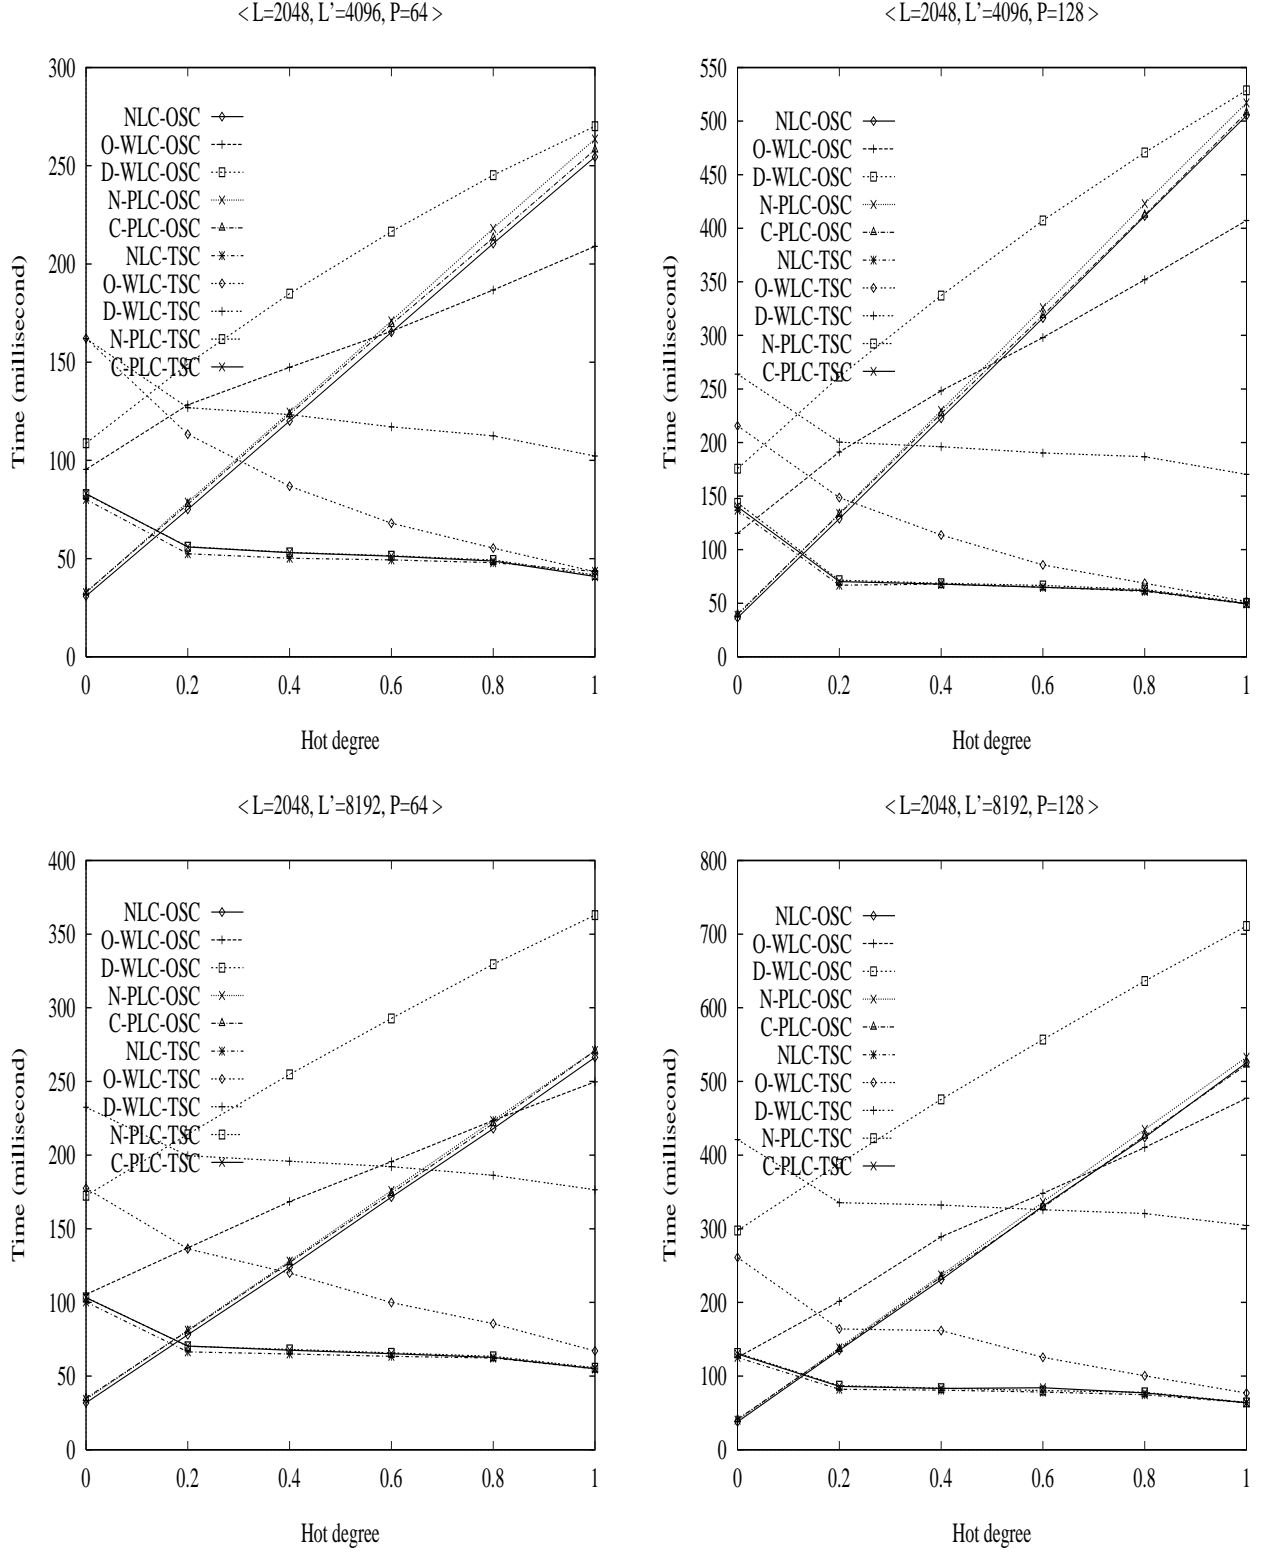 < L=2048, L'=4096, P=64 >
300
250
200
150
100
50
0
Time (millisecond)
NLC-OSC
O-WLC-OSC
D-WLC-OSC
N-PLC-OSC
C-PLC-OSC
NLC-TSC
O-WLC-TSC
D-WLC-TSC
N-PLC-TSC
C-PLC-TSC
0 0.2 0.4 0.6 0.8 1
Hot degree
< L=2048, L'=4096, P=128 >
550
500
450
400
350
300
250
200
150
100
50
0
Time (millisecond)
NLC-OSC
O-WLC-OSC
D-WLC-OSC
N-PLC-OSC
C-PLC-OSC
NLC-TSC
O-WLC-TSC
D-WLC-TSC
N-PLC-TSC
C-PLC-TSC
0 0.2 0.4 0.6 0.8 1
Hot degree
< L=2048, L'=8192, P=64 >
400
350
300
250
200
150
100
50
0
Time (millisecond)
NLC-OSC
O-WLC-OSC
D-WLC-OSC
N-PLC-OSC
C-PLC-OSC
NLC-TSC
O-WLC-TSC
D-WLC-TSC
N-PLC-TSC
C-PLC-TSC
0 0.2 0.4 0.6 0.8 1
Hot degree
< L=2048, L'=8192, P=128 >
800
700
600
500
400
300
200
100
0
Time (millisecond)
NLC-OSC
O-WLC-OSC
D-WLC-OSC
N-PLC-OSC
C-PLC-OSC
NLC-TSC
O-WLC-TSC
D-WLC-TSC
N-PLC-TSC
C-PLC-TSC
0 0.2 0.4 0.6 0.8 1
Hot degree